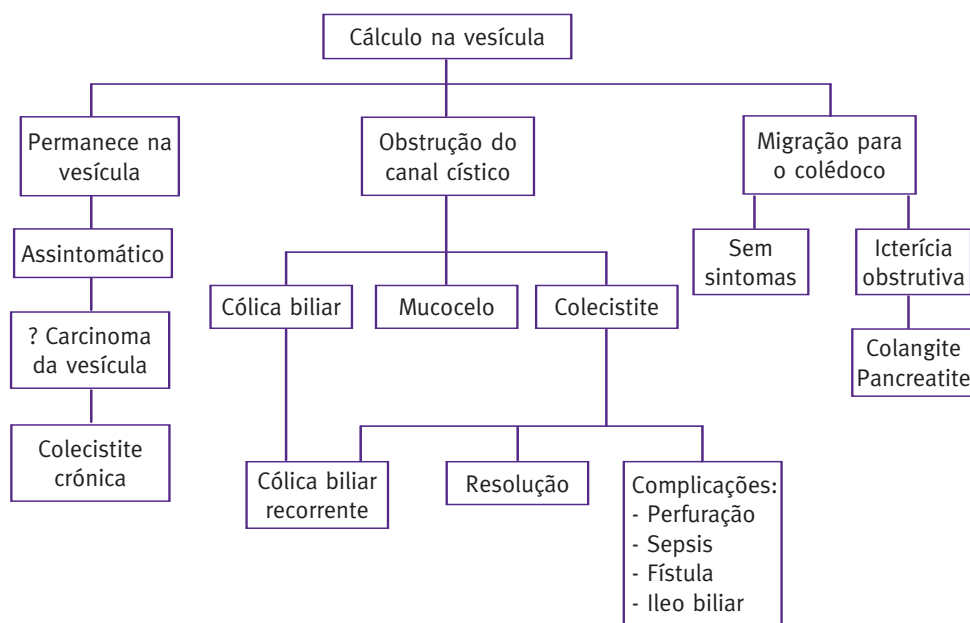 Cálculo na vesícula
Permanece na
vesícula
Obstrução do
canal cístico
Migração para
o colédoco
Assintomático
Sem
sintomas
Icterícia
obstrutiva
Cólica biliar
Mucocelo
Colecistite
? Carcinoma
da vesícula
Colangite
Pancreatite
Colecistite
crónica
Cólica biliar
recorrente
Resolução
Complicações:
- Perfuração
- Sepsis
- Fístula
- Ileo biliar